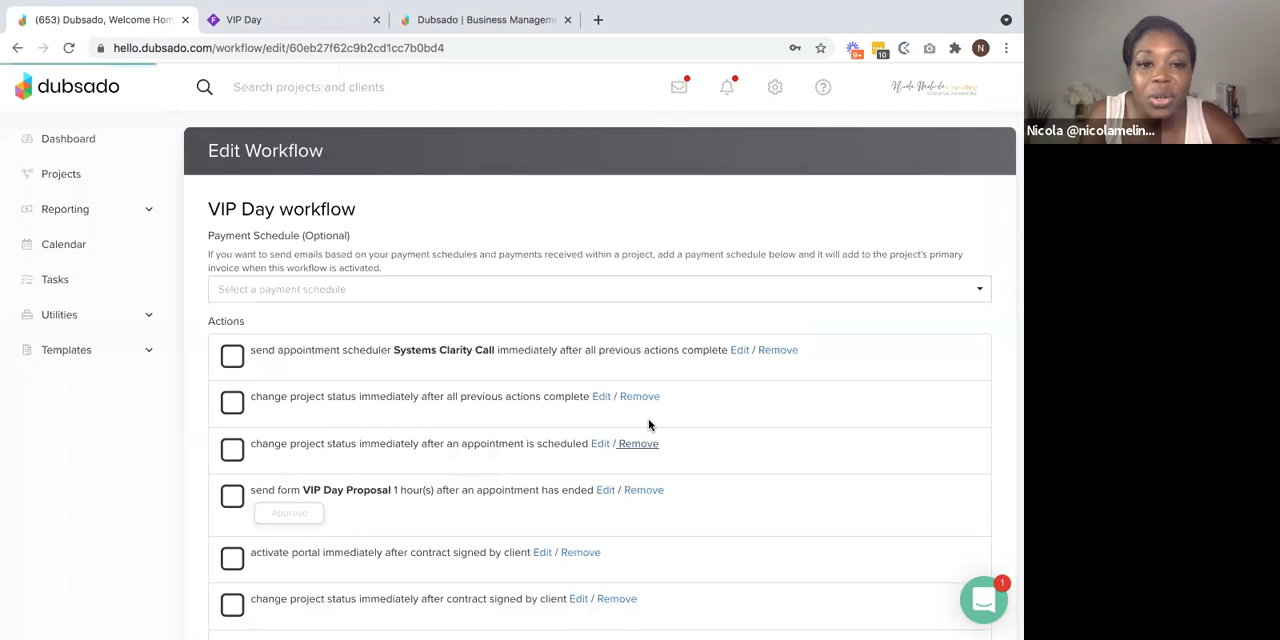 (653) Dubsado, Welcome Hom
VIP Day
Dubsado | Business Managem
hello.dubsado.com/workflow/edit/60eb27f62c9b2cd1cc7b0bd4
9+
10
N
dubsado
Search projects and clients
Nicola @nicolamelin...
Dashboard
Projects
Reporting
Calendar
Tasks
Utilities
Templates
Edit Workflow
VIP Day workflow
Payment Schedule (Optional)
If you want to send emails based on your payment schedules and payments received within a project, add a payment schedule below and it will add to the project's primary
invoice when this workflow is activated.
Select a payment schedule
Actions
send appointment scheduler Systems Clarity Call immediately after all previous actions complete Edit / Remove
change project status immediately after all previous actions complete Edit / Remove
change project status immediately after an appointment is scheduled Edit / Remove
send form VIP Day Proposal 1 hour(s) after an appointment has ended Edit / Remove
Approve
activate portal immediately after contract signed by client Edit / Remove
change project status immediately after contract signed by client Edit / Remove
1